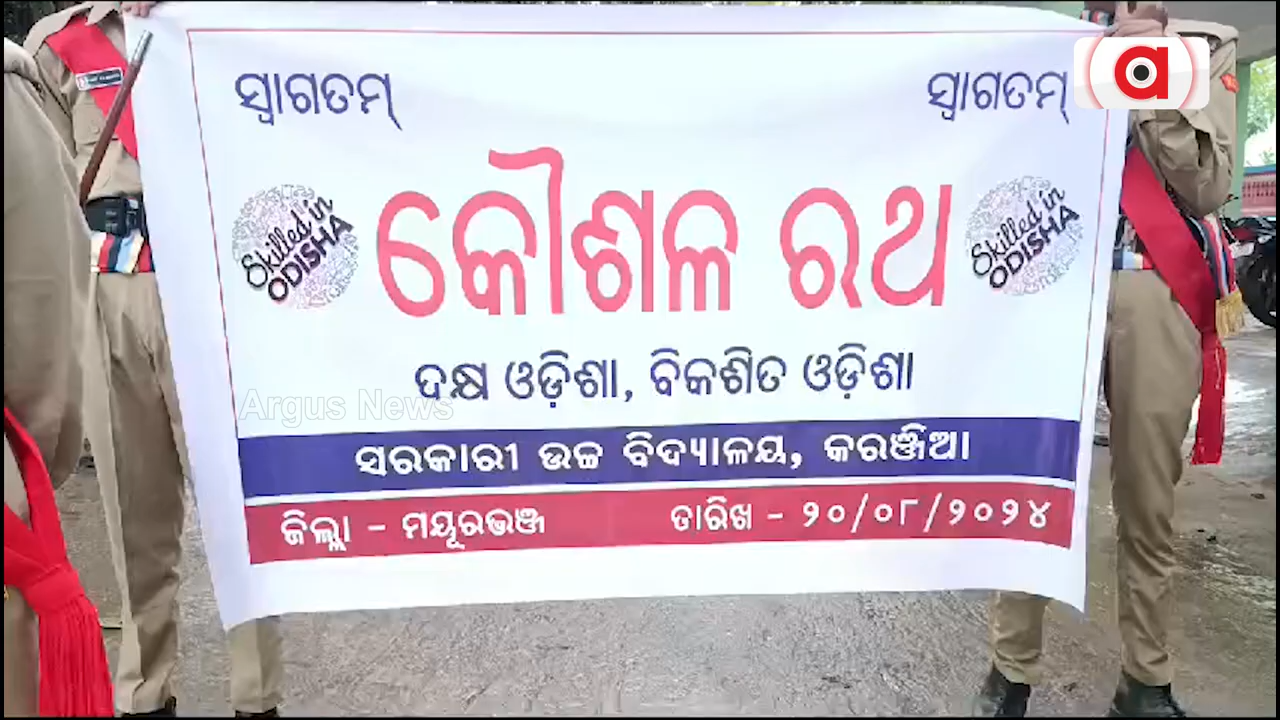 ସ୍ୱାଗତମ୍ ସ୍ୱାଗତମ୍
Skilled in
ODISHA
କୌଶଳ ରଥ
Skilled in
ODISHA
ଦକ୍ଷ ଓଡ଼ିଶା, ବିକଶିତ ଓଡ଼ିଶା
Argus News
ସରକାରୀ ଉଚ୍ଚ ବିଦ୍ୟାଳୟ, କରଞ୍ଜିଆ
ଜିଲ୍ଲା - ମୟୂରଭଞ୍ଜ ତାରିଖ - ୨୦/୦୮/୨୦୨୪